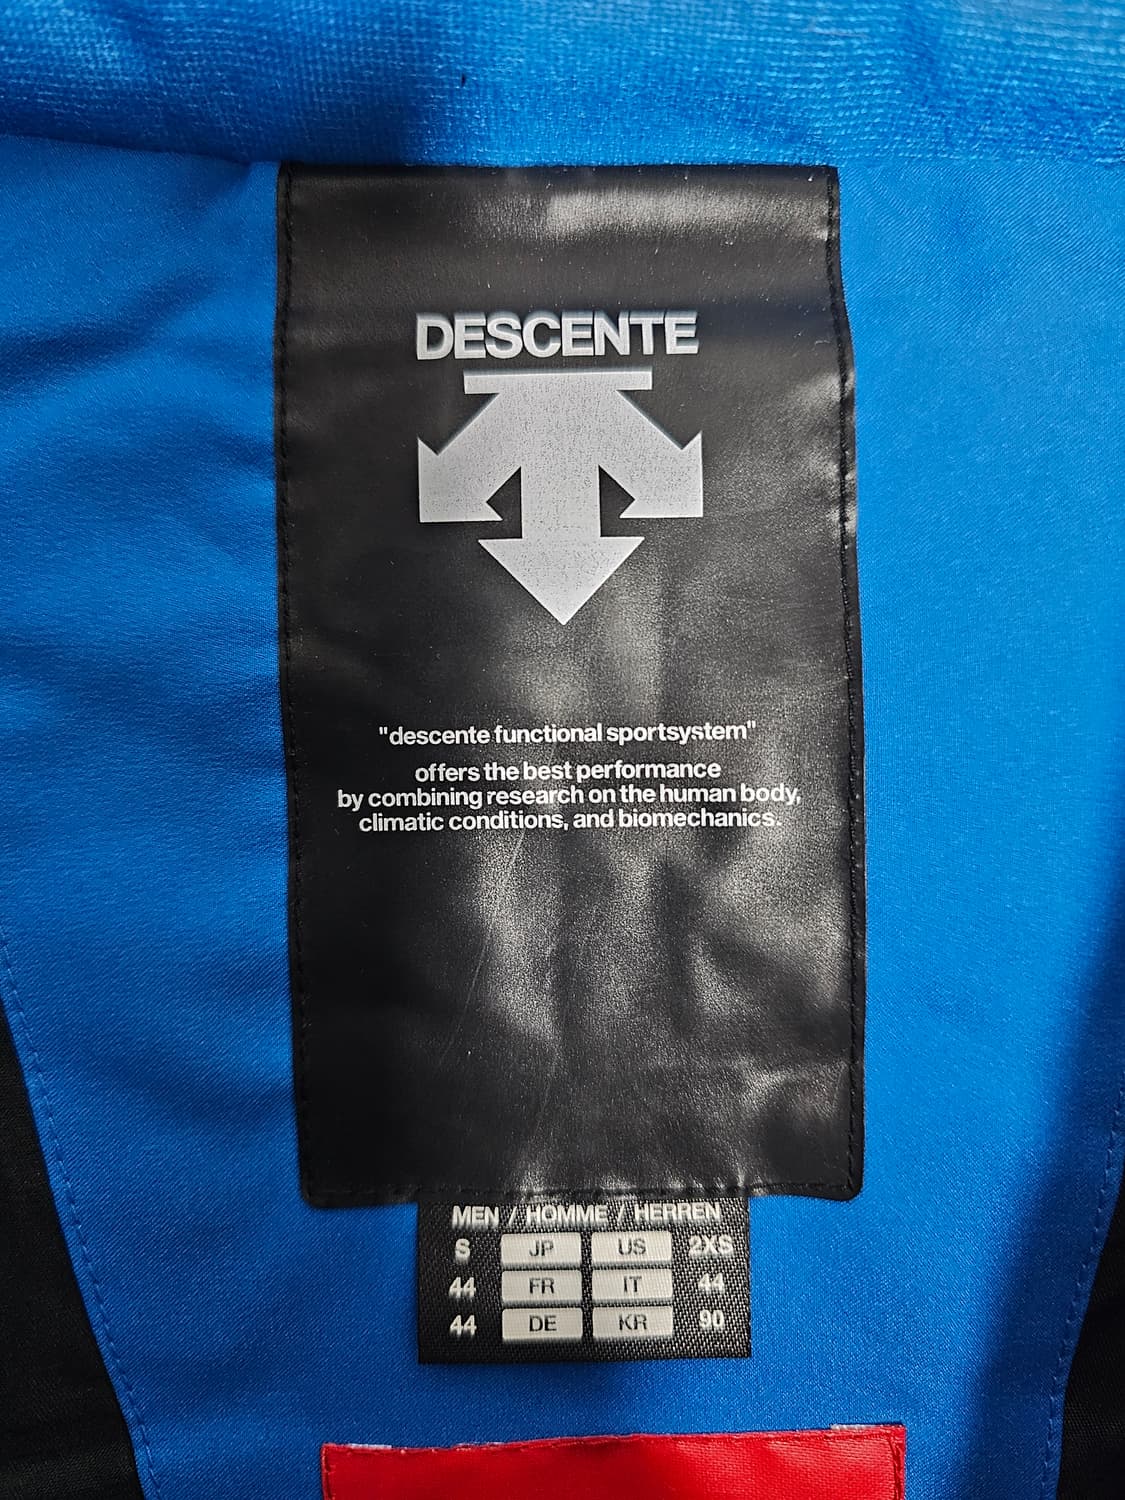 DESCENTE
"descente functional sportsystem"
offers the best performance
by combining research on the human body,
climatic conditions, and biomechanics.
MEN / HOMME / HERREN
S JP US 2XS
44 FR IT 44
44 DE KR 90